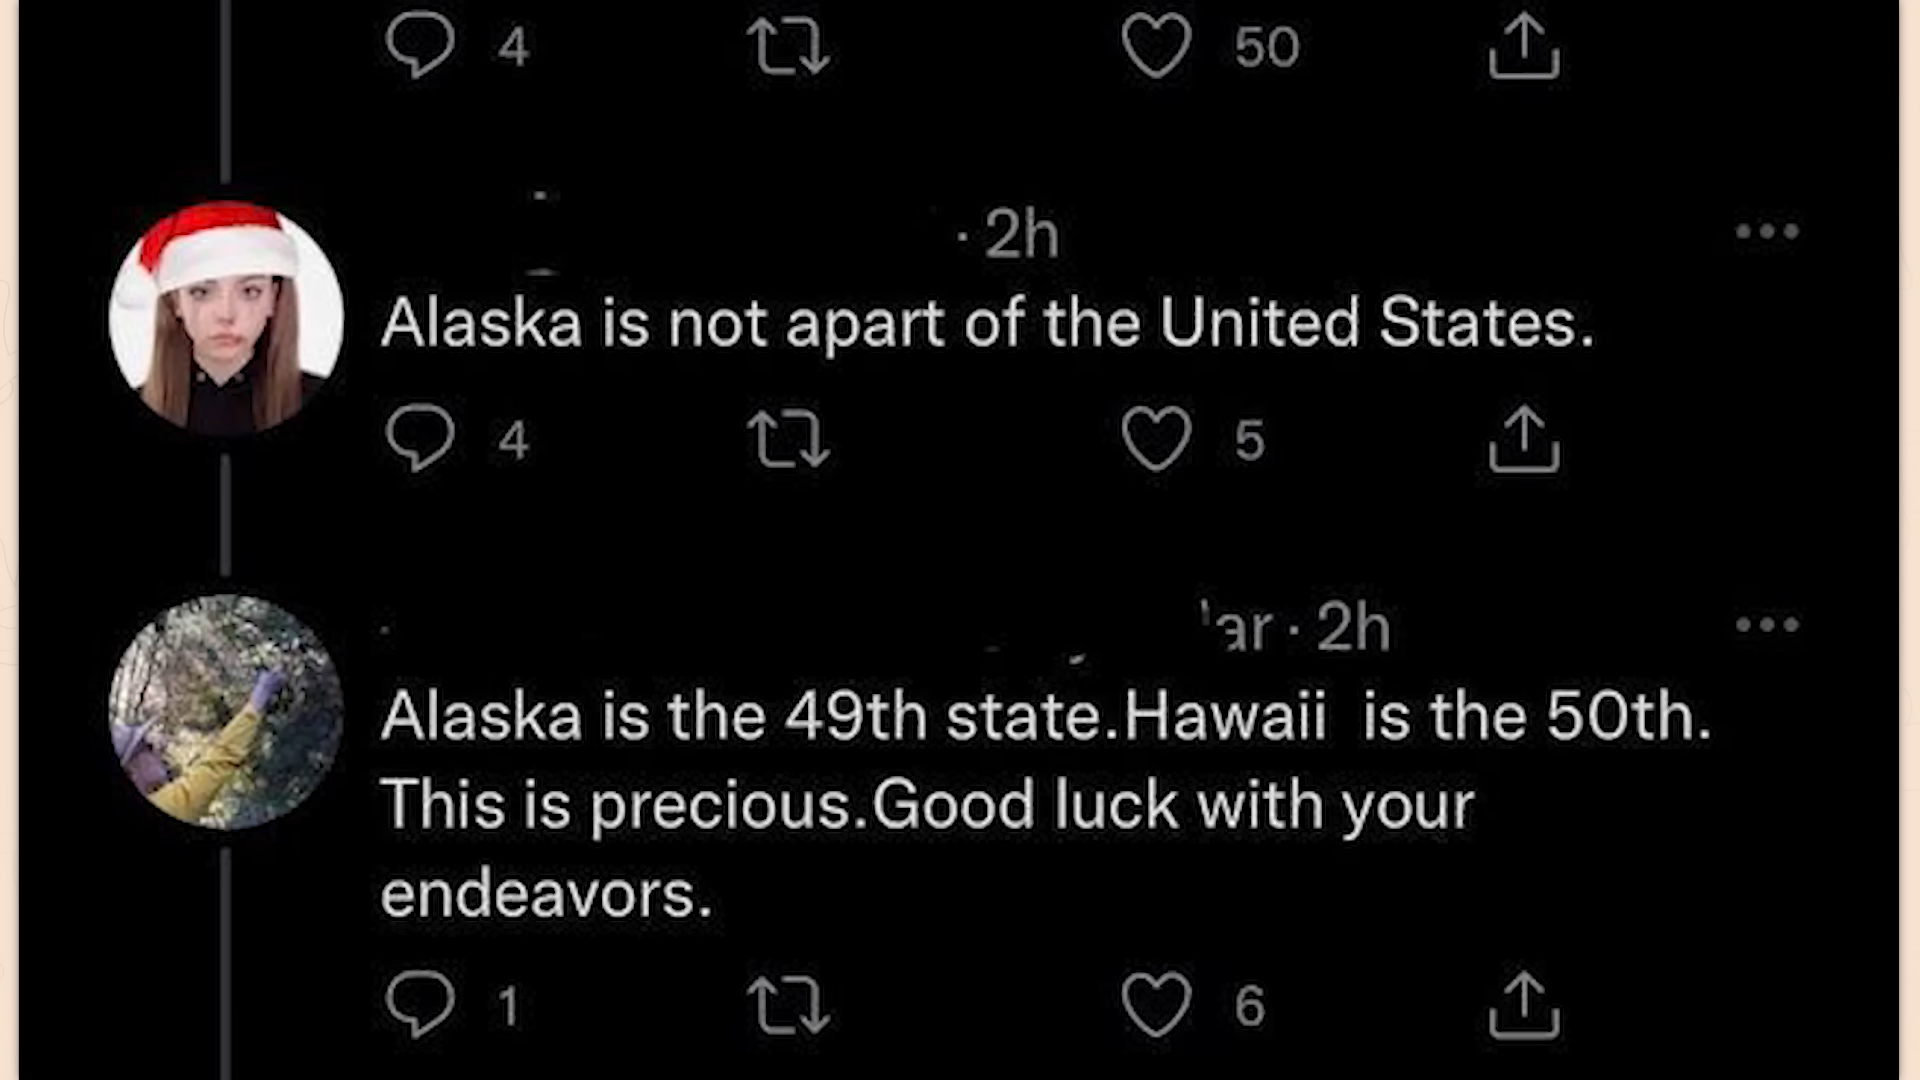 4 50
· 2h
Alaska is not apart of the United States.
4 5
· 2h
Alaska is the 49th state.Hawaii  is the 50th.
This is precious.Good luck with your
endeavors.
1 6